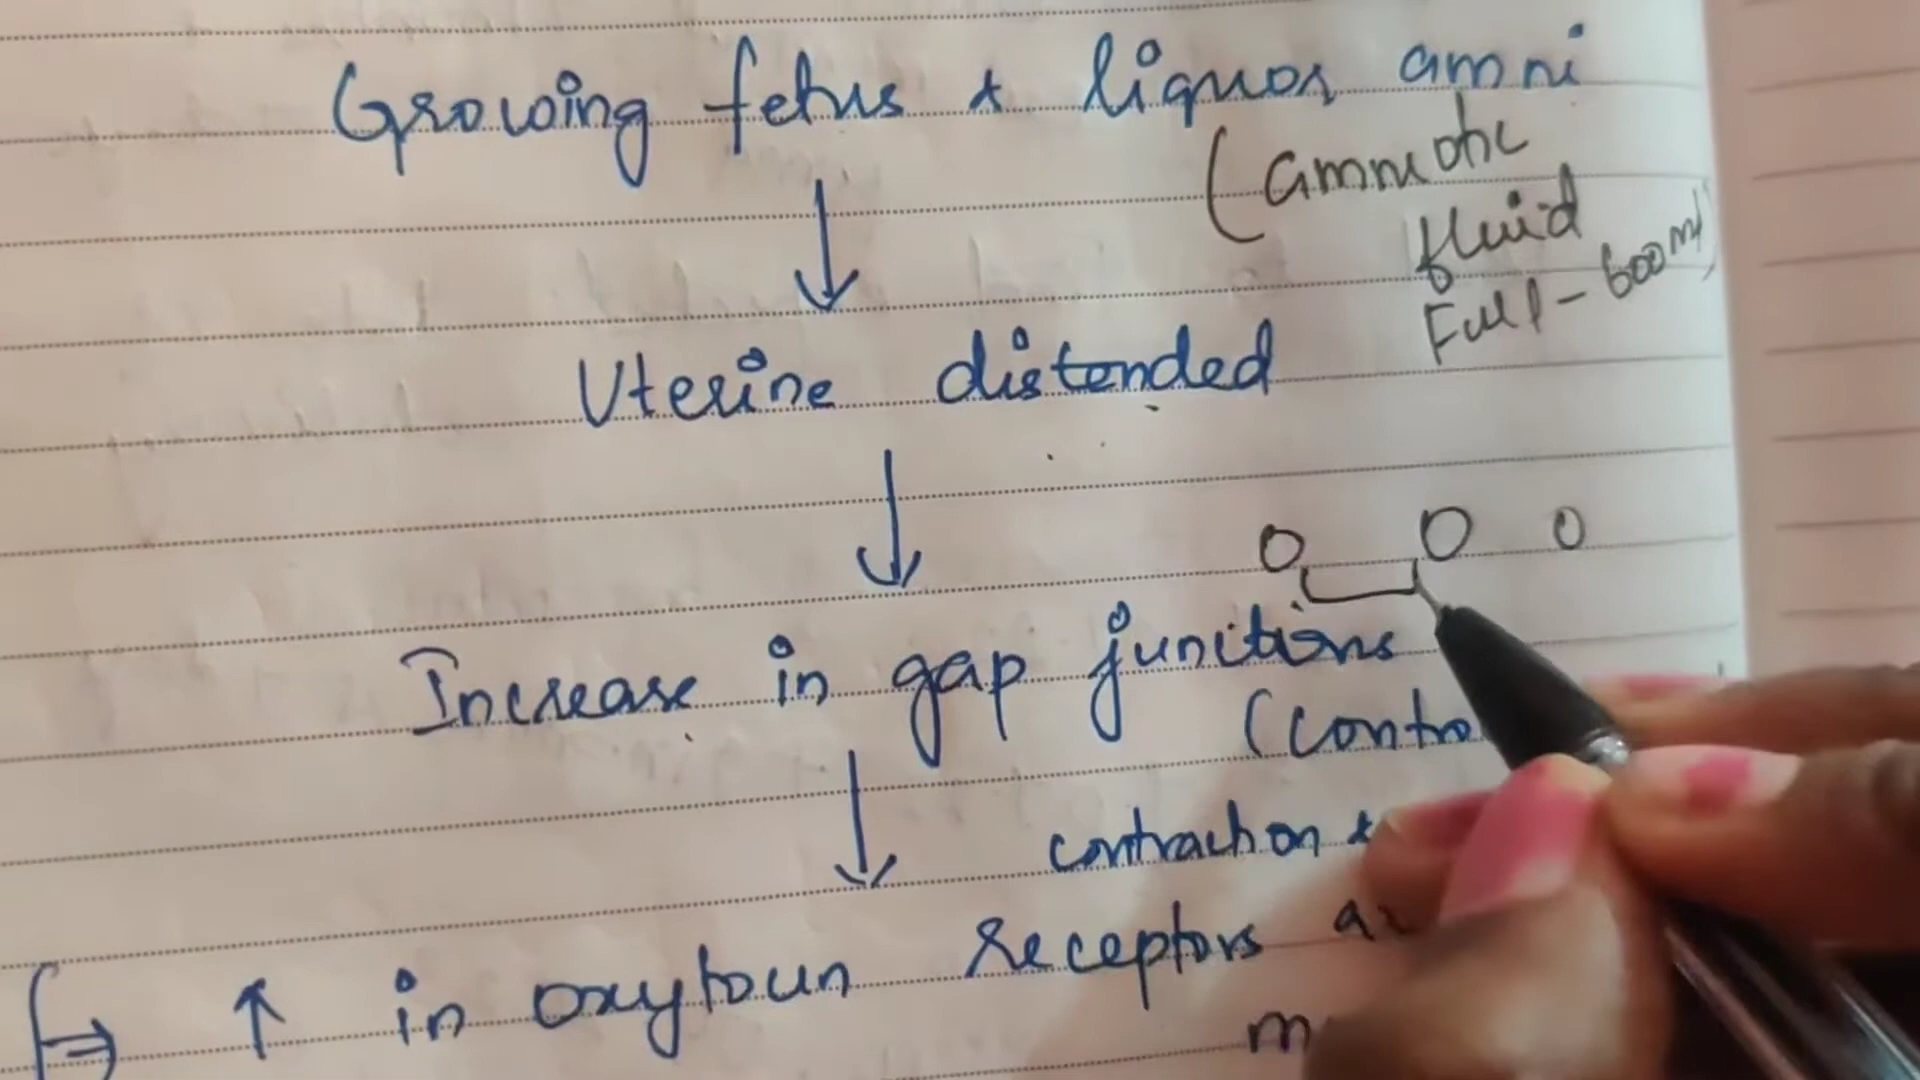 Growing fetus & liquor amni
(amniotic
fluid
Full - 600ml)
Uterine distended
Increase in gap junctions
(contra
contraction &
↑ in oxytocin receptors